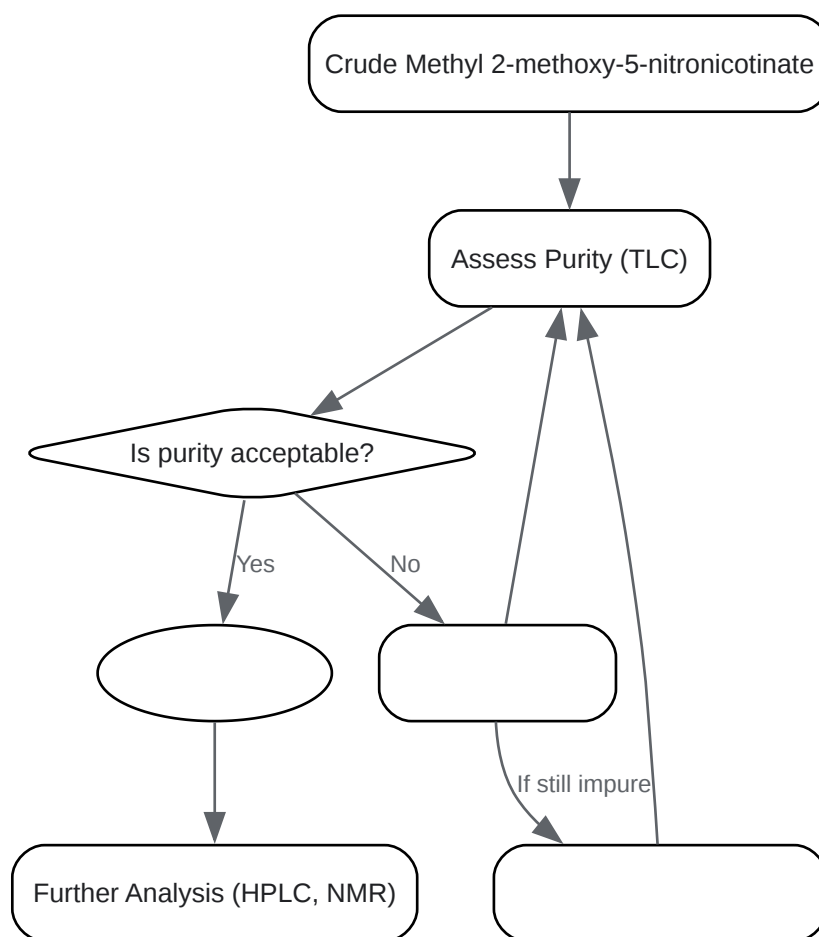 Crude Methyl 2-methoxy-5-nitronicotinate
Assess Purity (TLC)
Is purity acceptable?
Yes
No
If still impure
Further Analysis (HPLC, NMR)